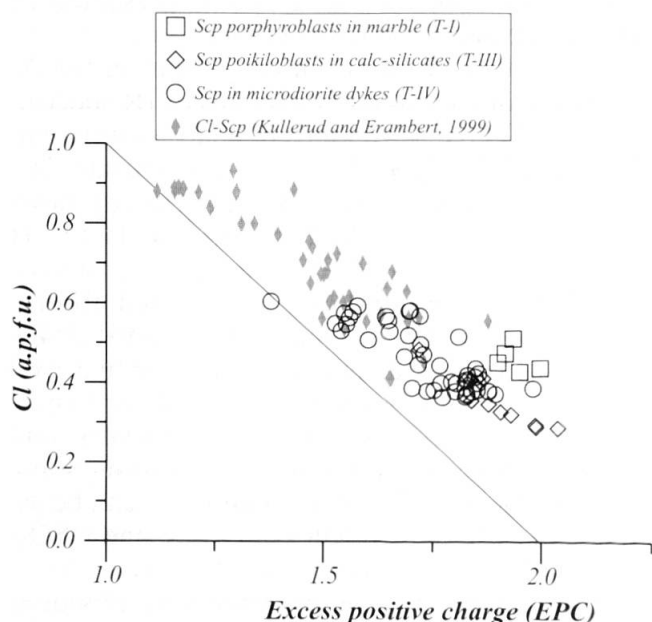 Scp porphyroblasts in marble (T-I)
Scp poikiloblasts in calc-silicates (T-III)
Scp in microdiorite dykes (T-IV)
Cl-Scp (Kullerud and Erambert, 1999)
1.0
0.8
0.6
0.4
0.2
0.0
Cl (a.p.f.u.)
1.0
1.5
2.0
Excess positive charge (EPC)